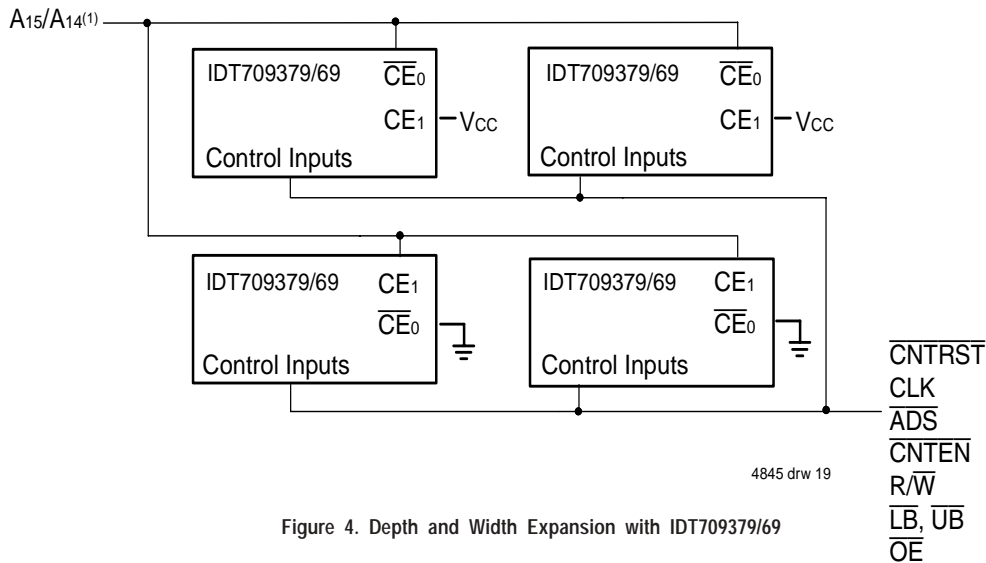 A15/A14(1)
IDT709379/69 CE0
CE1 VCC
Control Inputs
IDT709379/69 CE0
CE1 VCC
Control Inputs
IDT709379/69 CE1
CE0
Control Inputs
IDT709379/69 CE1
CE0
Control Inputs
CNTRST
CLK
ADS
CNTEN
R/W
LB, UB
OE
4845 drw 19
Figure 4. Depth and Width Expansion with IDT709379/69